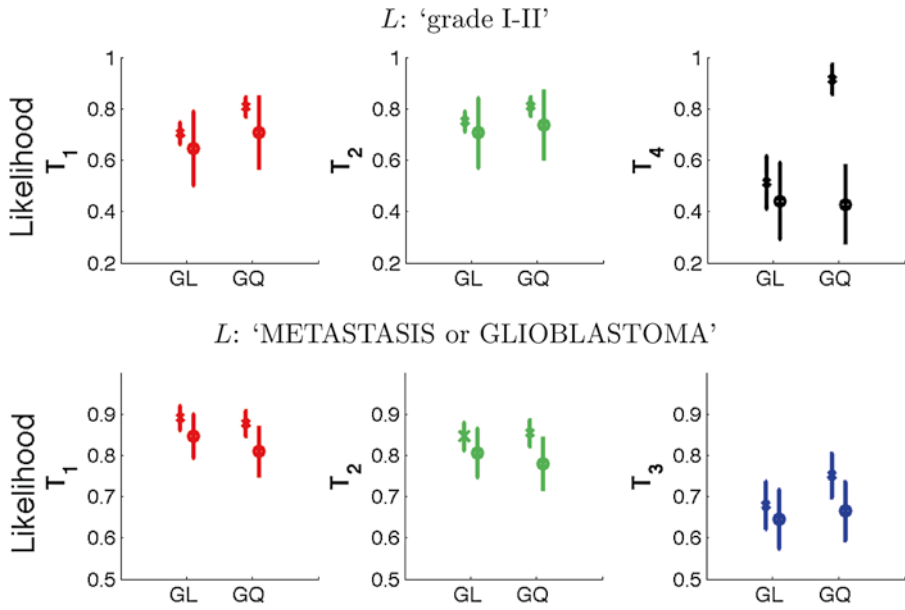 L: ‘grade I-II’
Likelihood
T1
1
0.8
0.6
0.4
0.2
GL GQ
T2
1
0.8
0.6
0.4
0.2
GL GQ
T4
1
0.8
0.6
0.4
0.2
GL GQ
L: ‘METASTASIS or GLIOBLASTOMA’
Likelihood
T1
0.9
0.8
0.7
0.6
0.5
GL GQ
T2
0.9
0.8
0.7
0.6
0.5
GL GQ
T3
0.9
0.8
0.7
0.6
0.5
GL GQ